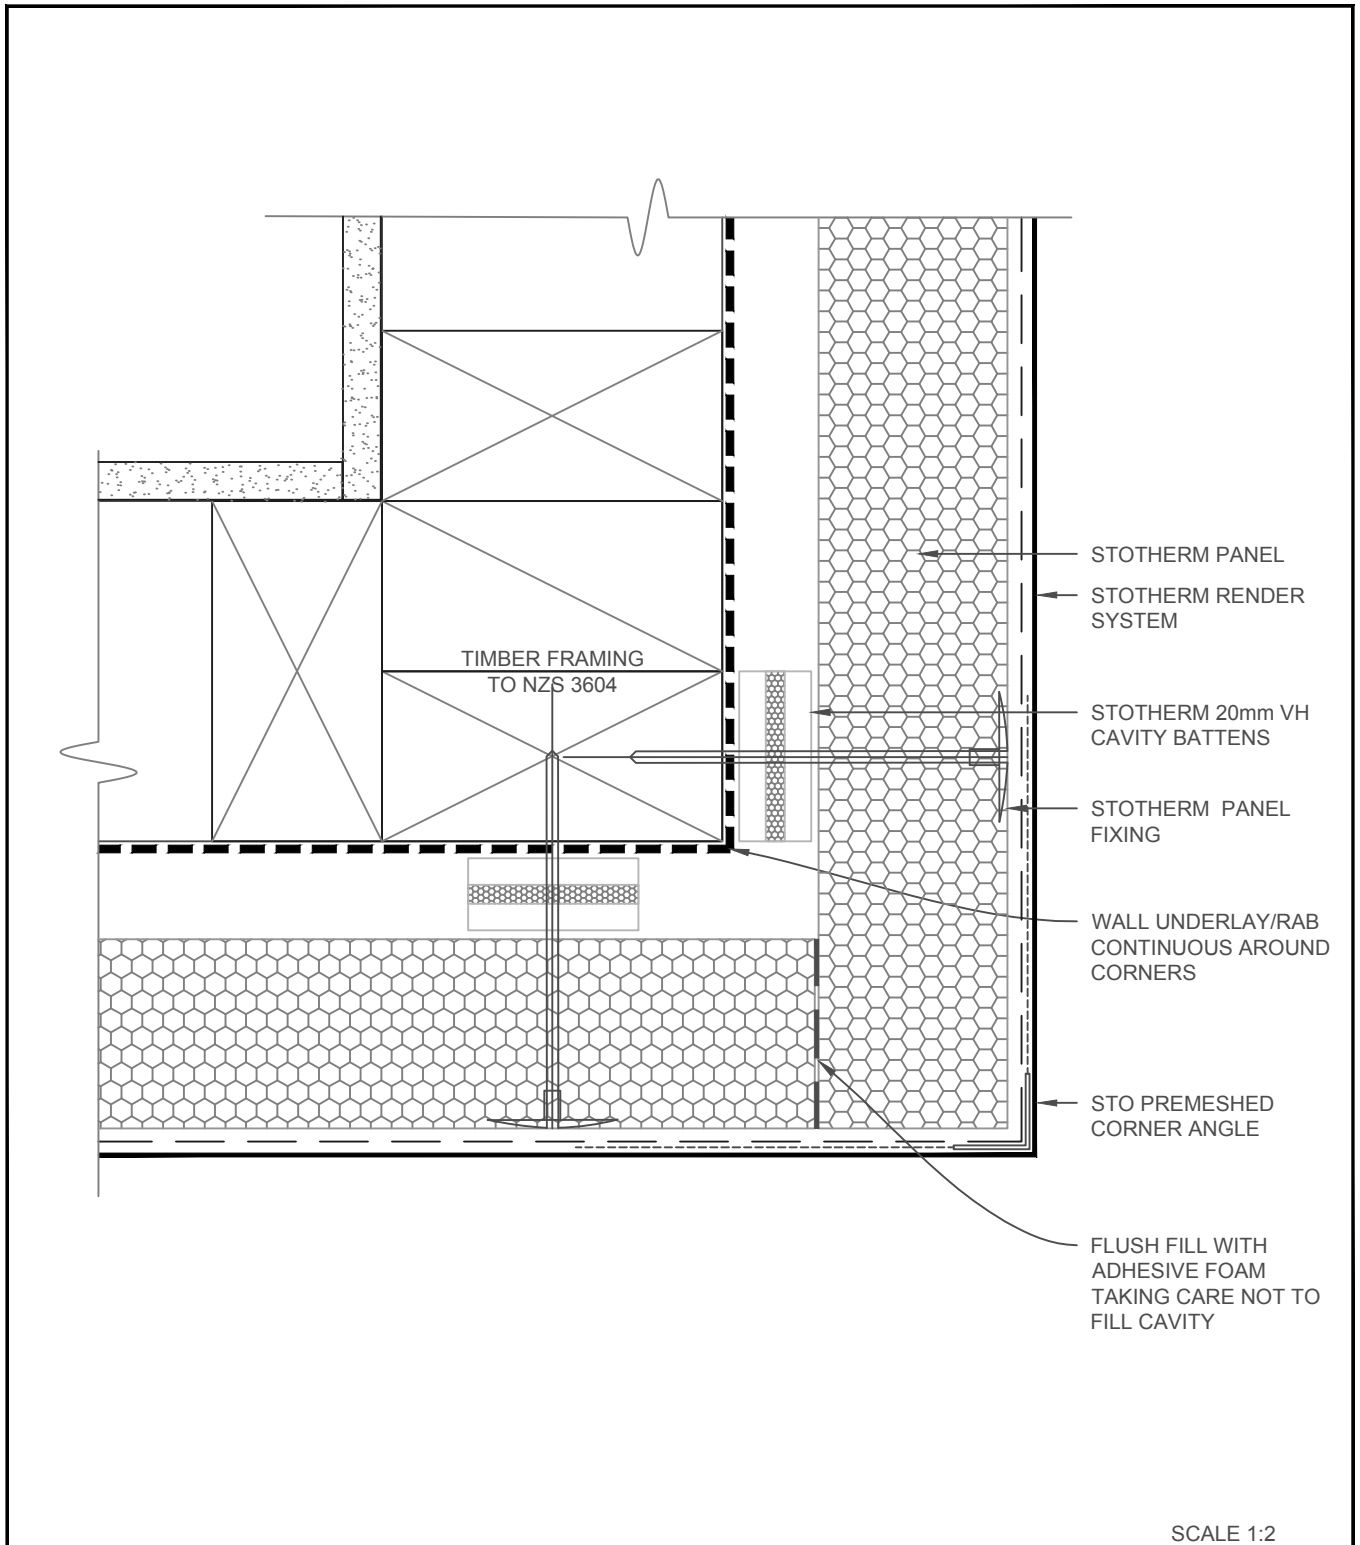 TIMBER FRAMING
TO NZS 3604
STOTHERM PANEL
STOTHERM RENDER
SYSTEM
STOTHERM 20mm VH
CAVITY BATTENS
STOTHERM PANEL
FIXING
WALL UNDERLAY/RAB
CONTINUOUS AROUND
CORNERS
STO PREMESHED
CORNER ANGLE
FLUSH FILL WITH
ADHESIVE FOAM
TAKING CARE NOT TO
FILL CAVITY
SCALE 1:2